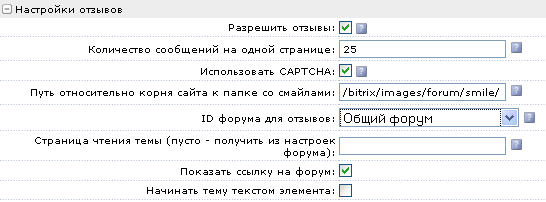 Настройки отзывов
Разрешить отзывы:
Количество сообщений на одной странице: 25
Использовать CAPTCHA:
Путь относительно корня сайта к папке со смайлами: /bitrix/images/forum/smile/
ID форума для отзывов: Общий форум
Страница чтения темы (пусто - получить из настроек
форума):
Показать ссылку на форум:
Начинать тему текстом элемента: